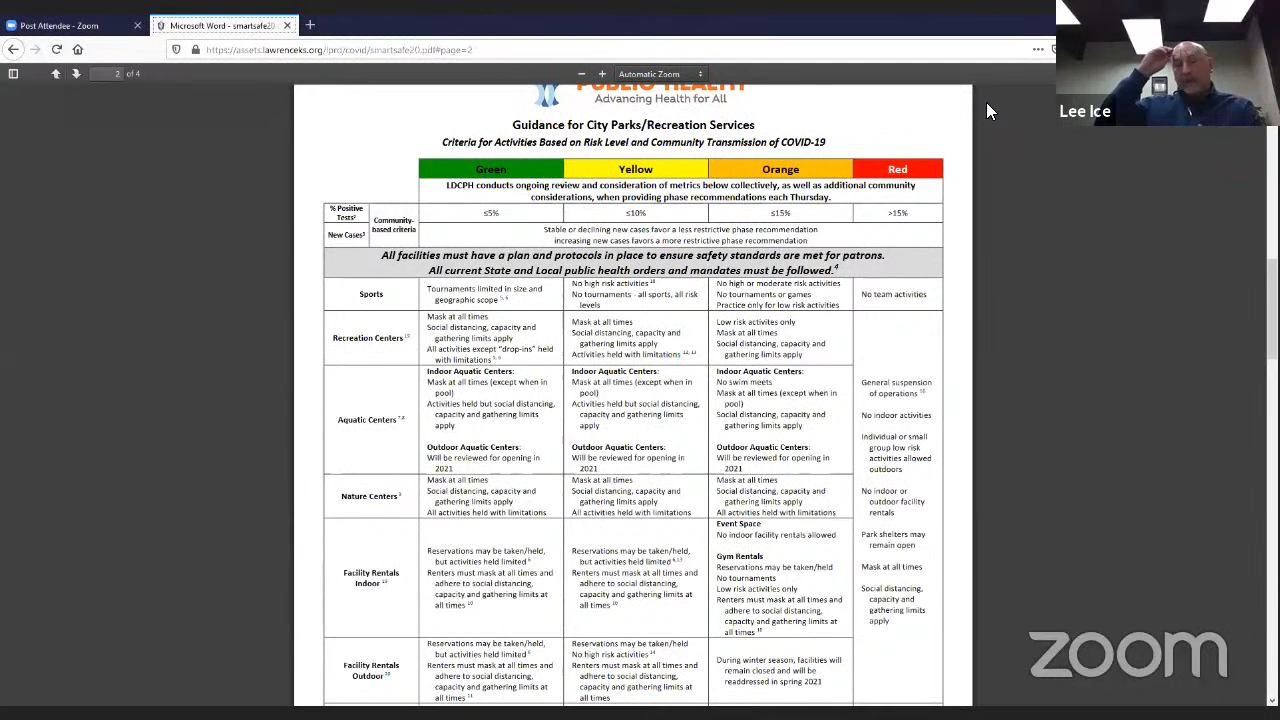 Post Attendee - Zoom
Microsoft Word - smartsafe20
https://assets.lawrenceks.org/lprd/covid/smartsafe20.pdf#page=2
2 of 4
Automatic Zoom
Lee Ice
PUBLIC HEALTH
Advancing Health for All
Guidance for City Parks/Recreation Services
Criteria for Activities Based on Risk Level and Community Transmission of COVID-19
Green Yellow Orange Red
LDCPH conducts ongoing review and consideration of metrics below collectively, as well as additional community
considerations, when providing phase recommendations each Thursday.
% Positive
Tests²
New Cases³
Community-
based criteria
≤5% ≤10% ≤15% >15%
Stable or declining new cases favor a less restrictive phase recommendation
increasing new cases favors a more restrictive phase recommendation
All facilities must have a plan and protocols in place to ensure safety standards are met for patrons.
All current State and Local public health orders and mandates must be followed.⁴
Sports
Tournaments limited in size and
geographic scope ⁵, ⁶
No high risk activities
No tournaments - all sports, all risk
levels
No high or moderate risk activities
No tournaments or games
Practice only for low risk activities
No team activities
Recreation Centers
Mask at all times
Social distancing, capacity and
gathering limits apply
All activities except "drop-ins" held
with limitations ⁵, ⁶
Mask at all times
Social distancing, capacity and
gathering limits apply
Activities held with limitations
Low risk activites only
Mask at all times
Social distancing, capacity and
gathering limits apply
Aquatic Centers ⁷,⁸
Indoor Aquatic Centers:
Mask at all times (except when in
pool)
Activities held but social distancing,
capacity and gathering limits
apply
Outdoor Aquatic Centers:
Will be reviewed for opening in
2021
Indoor Aquatic Centers:
Mask at all times (except when in
pool)
Activities held but social distancing,
capacity and gathering limits
apply
Outdoor Aquatic Centers:
Will be reviewed for opening in
2021
Indoor Aquatic Centers:
No swim meets
Mask at all times (except when in
pool)
Social distancing, capacity and
gathering limits apply
Outdoor Aquatic Centers:
Will be reviewed for opening in
2021
General suspension
of operations
No indoor activities
Individual or small
group low risk
activities allowed
outdoors
No indoor or
outdoor facility
rentals
Park shelters may
remain open
Mask at all times
Social distancing,
capacity and
gathering limits
apply
Nature Centers
Mask at all times
Social distancing, capacity and
gathering limits apply
All activities held with limitations
Mask at all times
Social distancing, capacity and
gathering limits apply
All activities held with limitations
Mask at all times
Social distancing, capacity and
gathering limits apply
All activities held with limitations
Facility Rentals
Indoor
Reservations may be taken/held,
but activities held limited
Renters must mask at all times and
adhere to social distancing,
capacity and gathering limits at
all times ¹⁰
Reservations may be taken/held,
but activities held limited
Renters must mask at all times and
adhere to social distancing,
capacity and gathering limits at
all times ¹⁰
Event Space
No indoor facility rentals allowed
Gym Rentals
Reservations may be taken/held
No tournaments
Low risk activities only
Renters must mask at all times and
adhere to social distancing,
capacity and gathering limits at
all times ¹⁰
Facility Rentals
Outdoor
Reservations may be taken/held,
but activities held limited
Renters must mask at all times and
adhere to social distancing,
capacity and gathering limits at
all times ¹¹
Reservations may be taken/held
No high risk activities ¹⁴
Renters must mask at all times and
adhere to social distancing,
capacity and gathering limits at
all times
During winter season, facilities will
remain closed and will be
readdressed in spring 2021
zoom